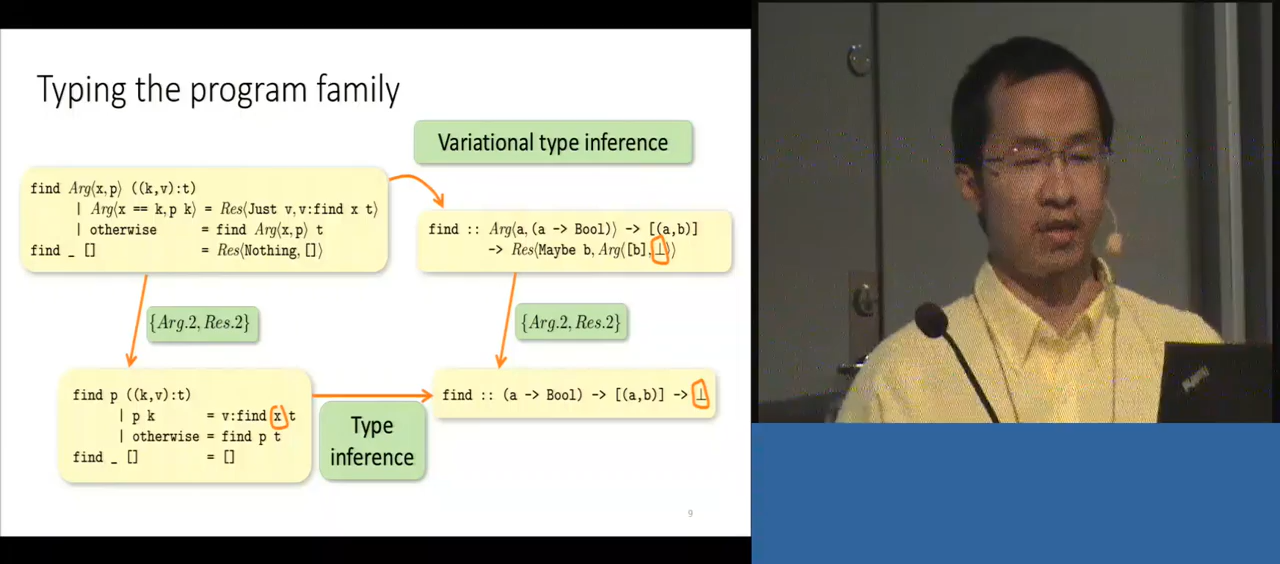 Typing the program family
Variational type inference
find Arg⟨x,p⟩ ((k,v):t)
| Arg⟨x == k,p k⟩ = Res⟨Just v,v:find x t⟩
| otherwise = find Arg⟨x,p⟩ t
find _ [] = Res⟨Nothing,[]⟩
find :: Arg⟨a,(a -> Bool)⟩ -> [(a,b)]
-> Res⟨Maybe b,Arg⟨[b],⊥⟩⟩
{Arg.2,Res.2}
{Arg.2,Res.2}
find p ((k,v):t)
| p k = v:find x t
| otherwise = find p t
find _ [] = []
find :: (a -> Bool) -> [(a,b)] -> ⊥
Type
inference
9